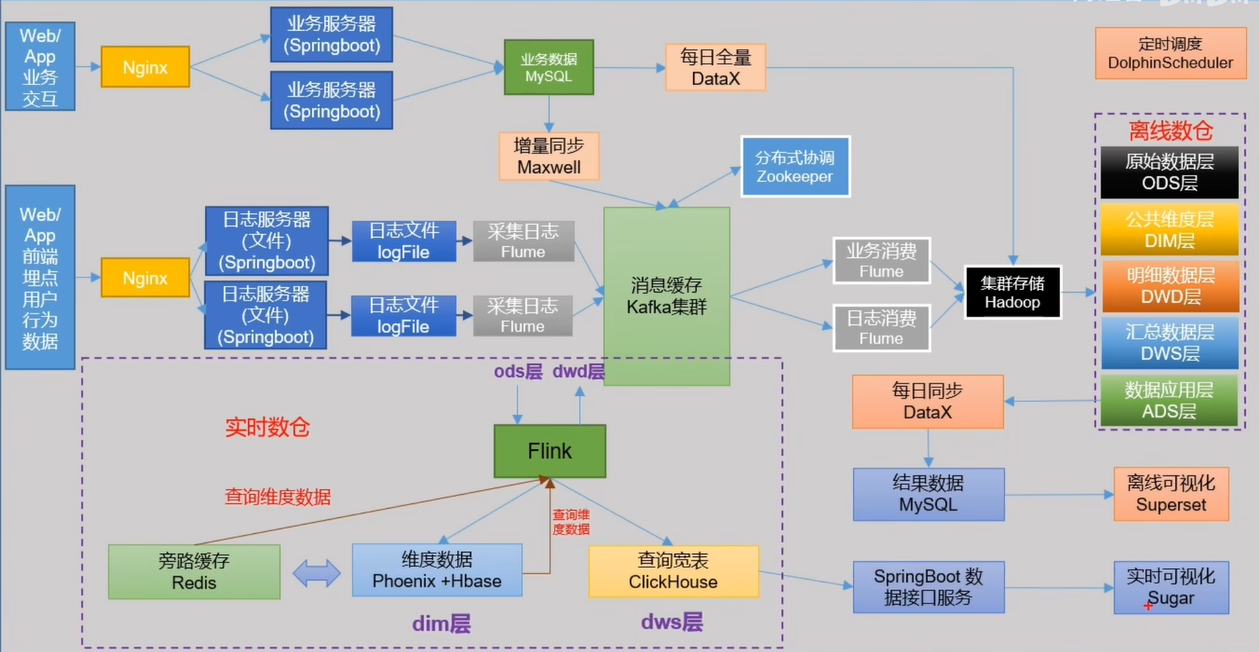 Web/
App
业务
交互
Nginx
业务服务器
(Springboot)
业务服务器
(Springboot)
业务数据
MySQL
每日全量
DataX
定时调度
DolphinScheduler
增量同步
Maxwell
分布式协调
Zookeeper
离线数仓
原始数据层
ODS层
公共维度层
DIM层
明细数据层
DWD层
汇总数据层
DWS层
数据应用层
ADS层
Web/
App
前端
埋点
用户
行为
数据
Nginx
日志服务器
(文件)
(Springboot)
日志文件
logFile
采集日志
Flume
日志服务器
(文件)
(Springboot)
日志文件
logFile
采集日志
Flume
消息缓存
Kafka集群
业务消费
Flume
日志消费
Flume
集群存储
Hadoop
ods层 dwd层
实时数仓
Flink
查询维度数据
查询维
度数据
旁路缓存
Redis
维度数据
Phoenix +Hbase
查询宽表
ClickHouse
dim层
dws层
每日同步
DataX
结果数据
MySQL
离线可视化
Superset
SpringBoot 数
据接口服务
实时可视化
Sugar